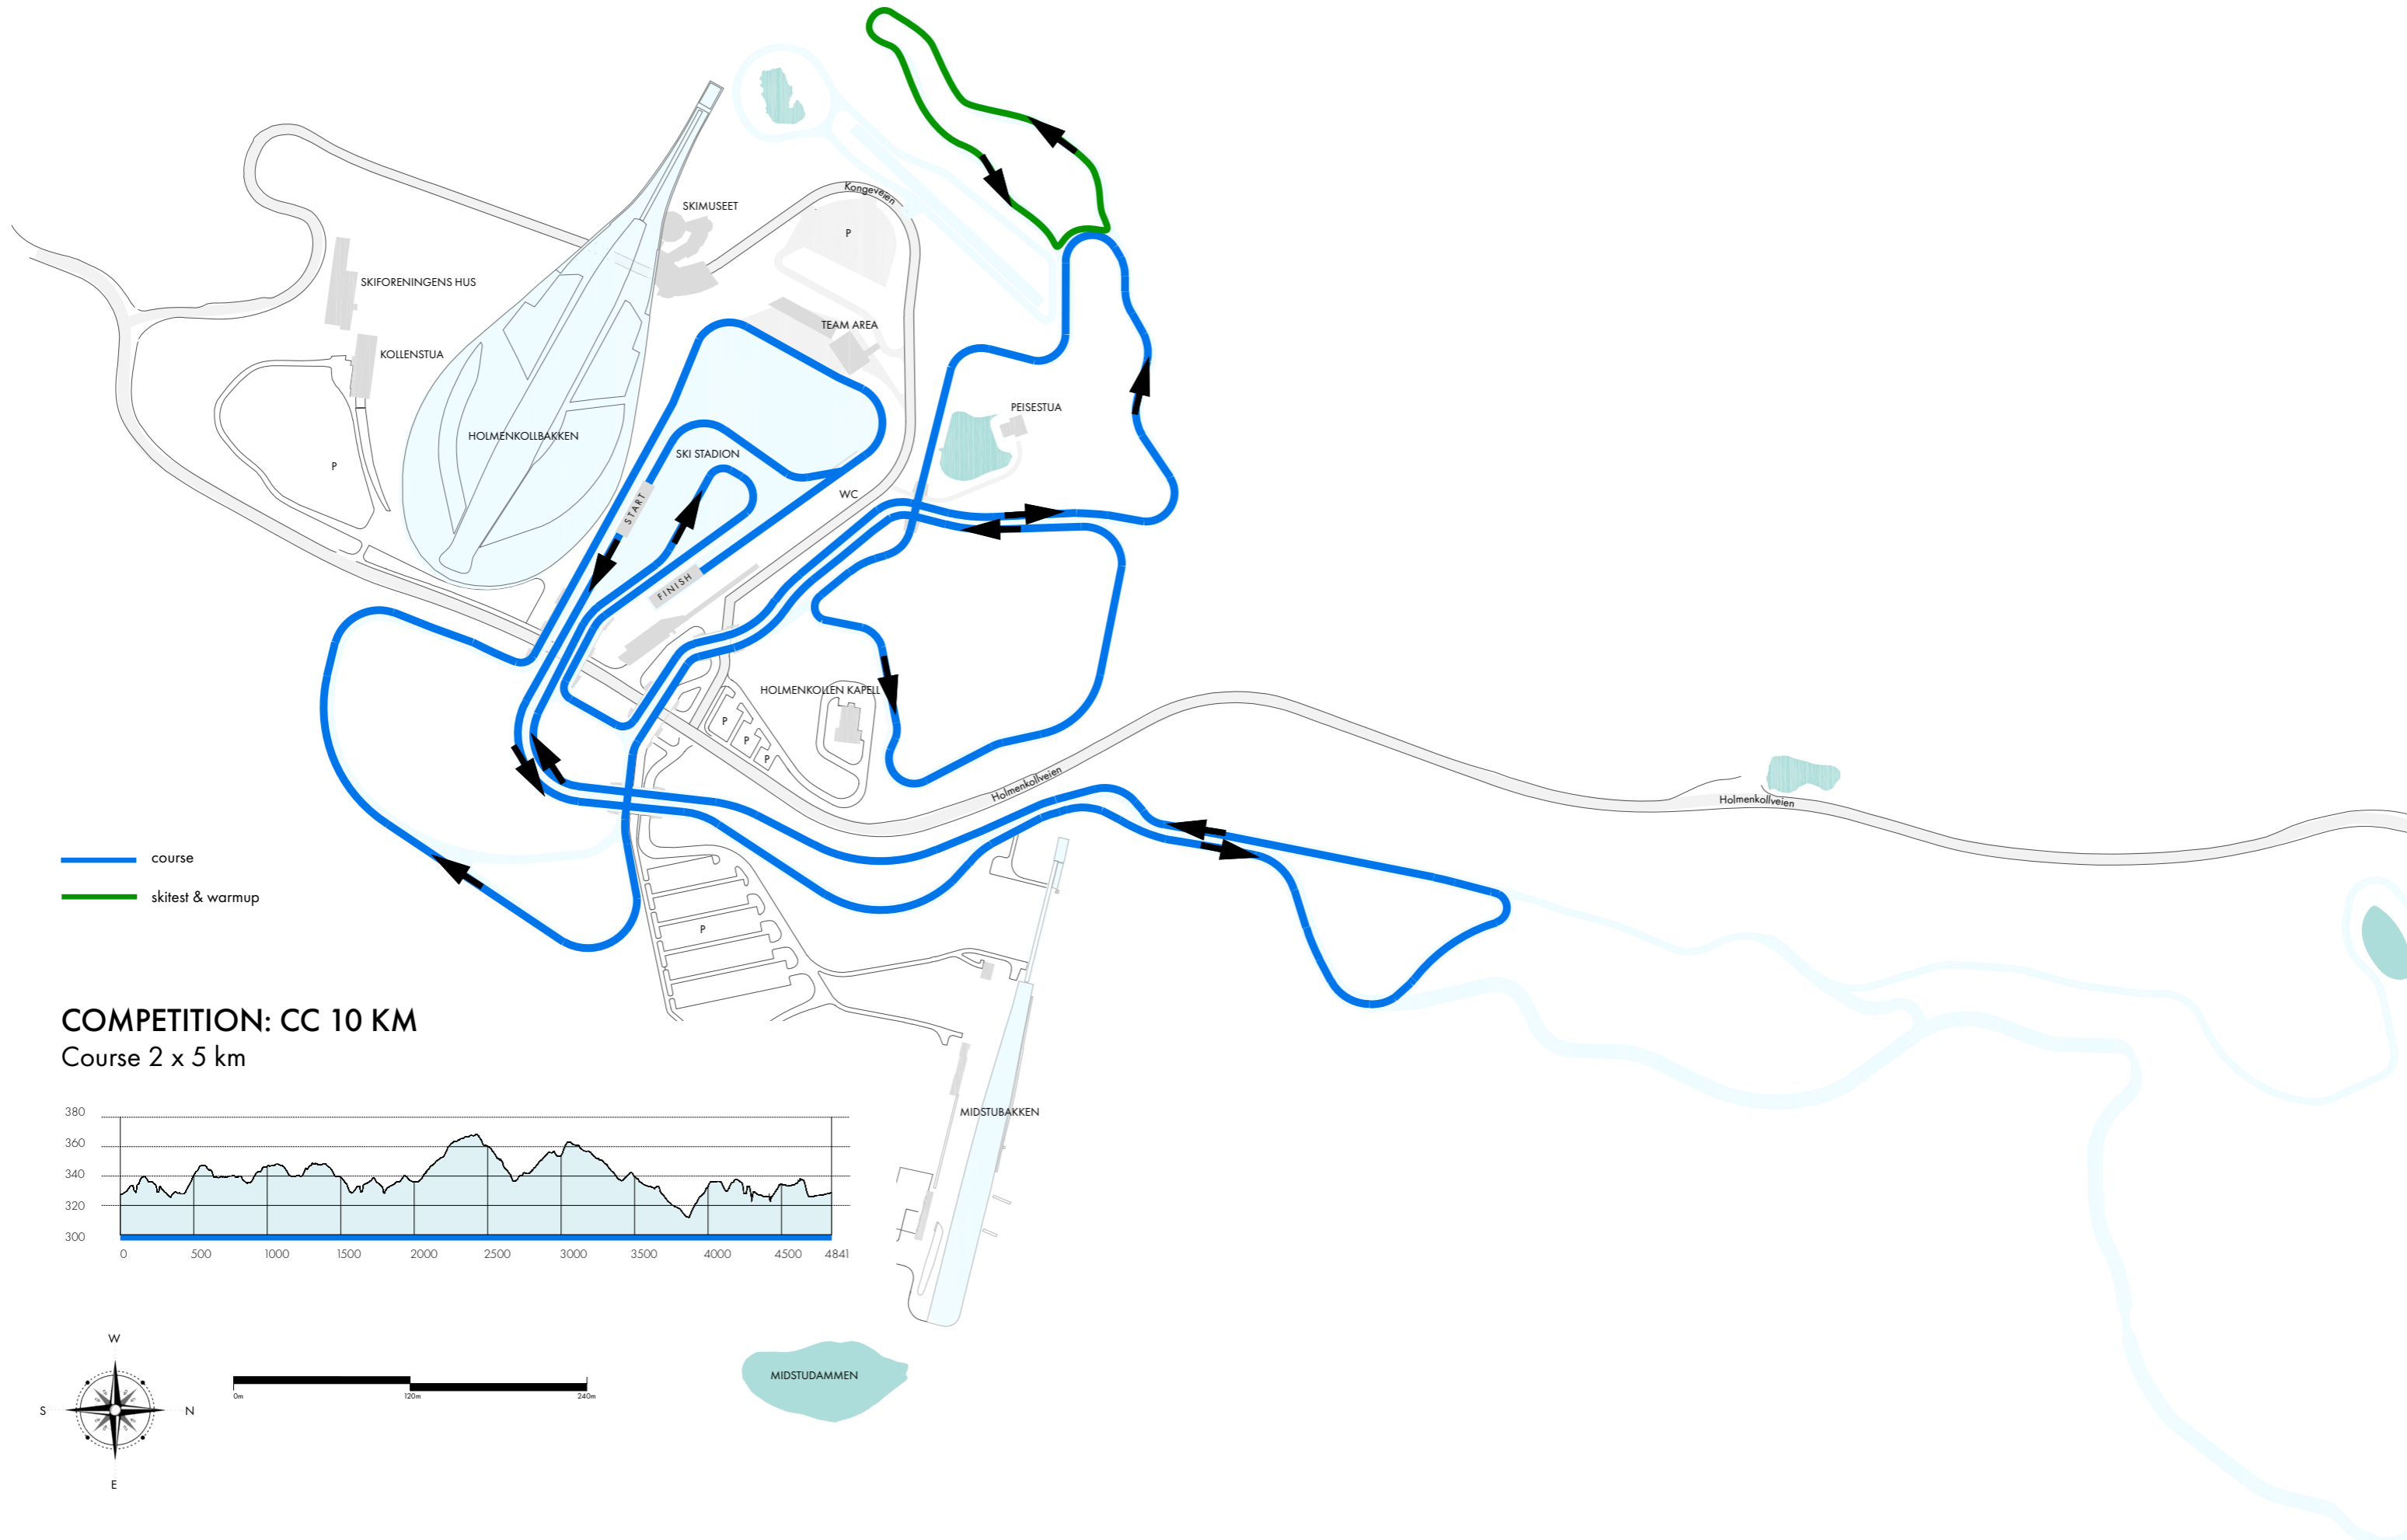 Kongeveien
SKIMUSEET
P
SKIFORENINGENS HUS
TEAM AREA
KOLLENSTUA
PEISESTUA
HOLMENKOLLBAKKEN
SKI STADION
P
WC
START
FINISH
HOLMENKOLLEN KAPELL
P
P
P
Holmenkollveien
Holmenkollveien
course
skitest & warmup
P
COMPETITION: CC 10 KM
Course 2 x 5 km
380
360
340
320
300
0 500 1000 1500 2000 2500 3000 3500 4000 4500 4841
MIDSTUBAKKEN
W
S
N
E
0m 120m 240m
MIDSTUDAMMEN